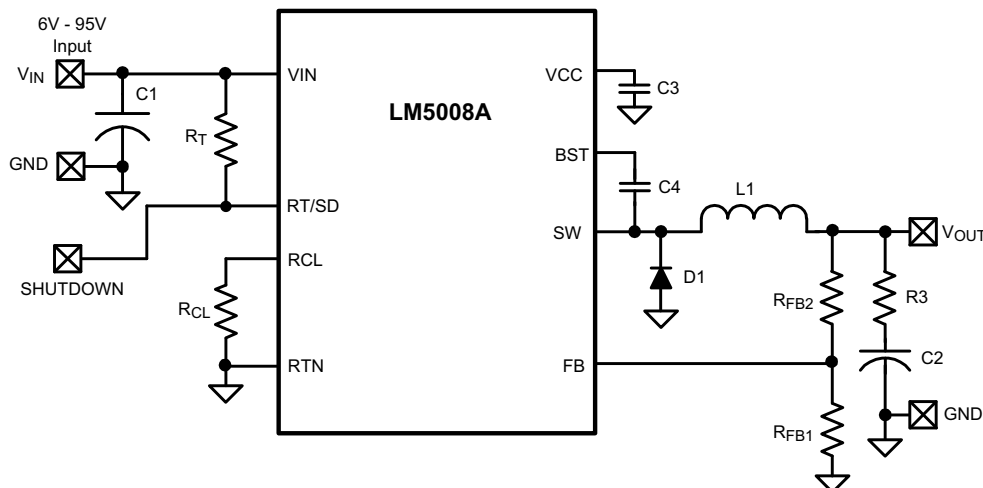 6V - 95V
Input
VIN
C1
GND
RT
SHUTDOWN
RCL
VIN
RT/SD
RCL
RTN
LM5008A
VCC
BST
SW
FB
C3
C4
L1
D1
RFB2
RFB1
R3
C2
VOUT
GND